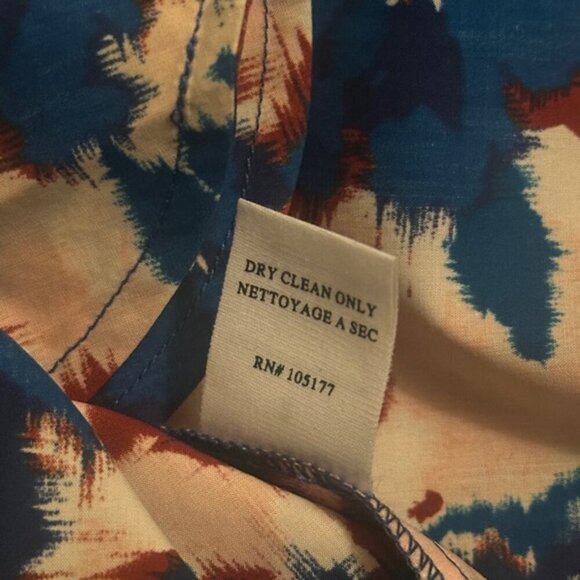 DRY CLEAN ONLY
NETTOYAGE A SEC
RN# 105177